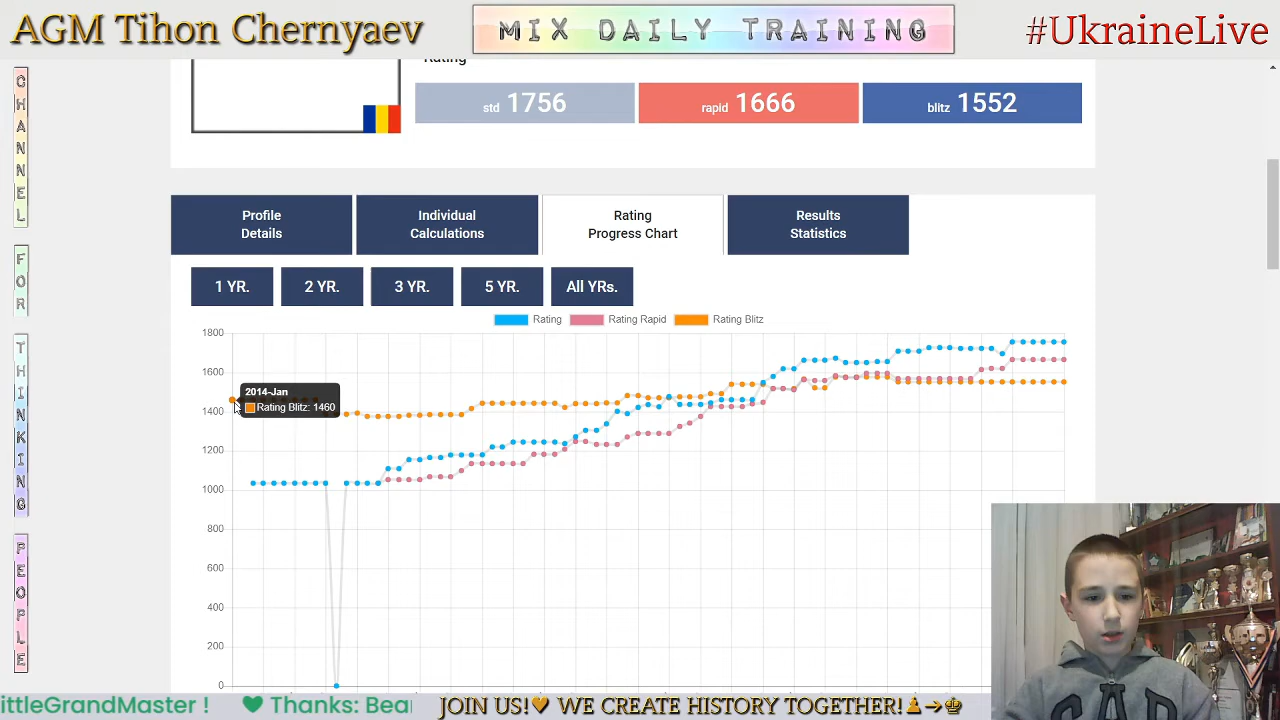 AGM Tihon Chernyaev
MIX DAILY TRAINING
#UkraineLive
CHANNEL
FOR
THINKING
PEOPLE
Rating
std 1756
rapid 1666
blitz 1552
Profile
Details
Individual
Calculations
Rating
Progress Chart
Results
Statistics
1 YR.
2 YR.
3 YR.
5 YR.
All YRs.
Rating
Rating Rapid
Rating Blitz
1800
1600
1400
1200
1000
800
600
400
200
0
2014-Jan
Rating Blitz: 1460
GAP
ittleGrandMaster !
Thanks: Bea
JOIN US! WE CREATE HISTORY TOGETHER!